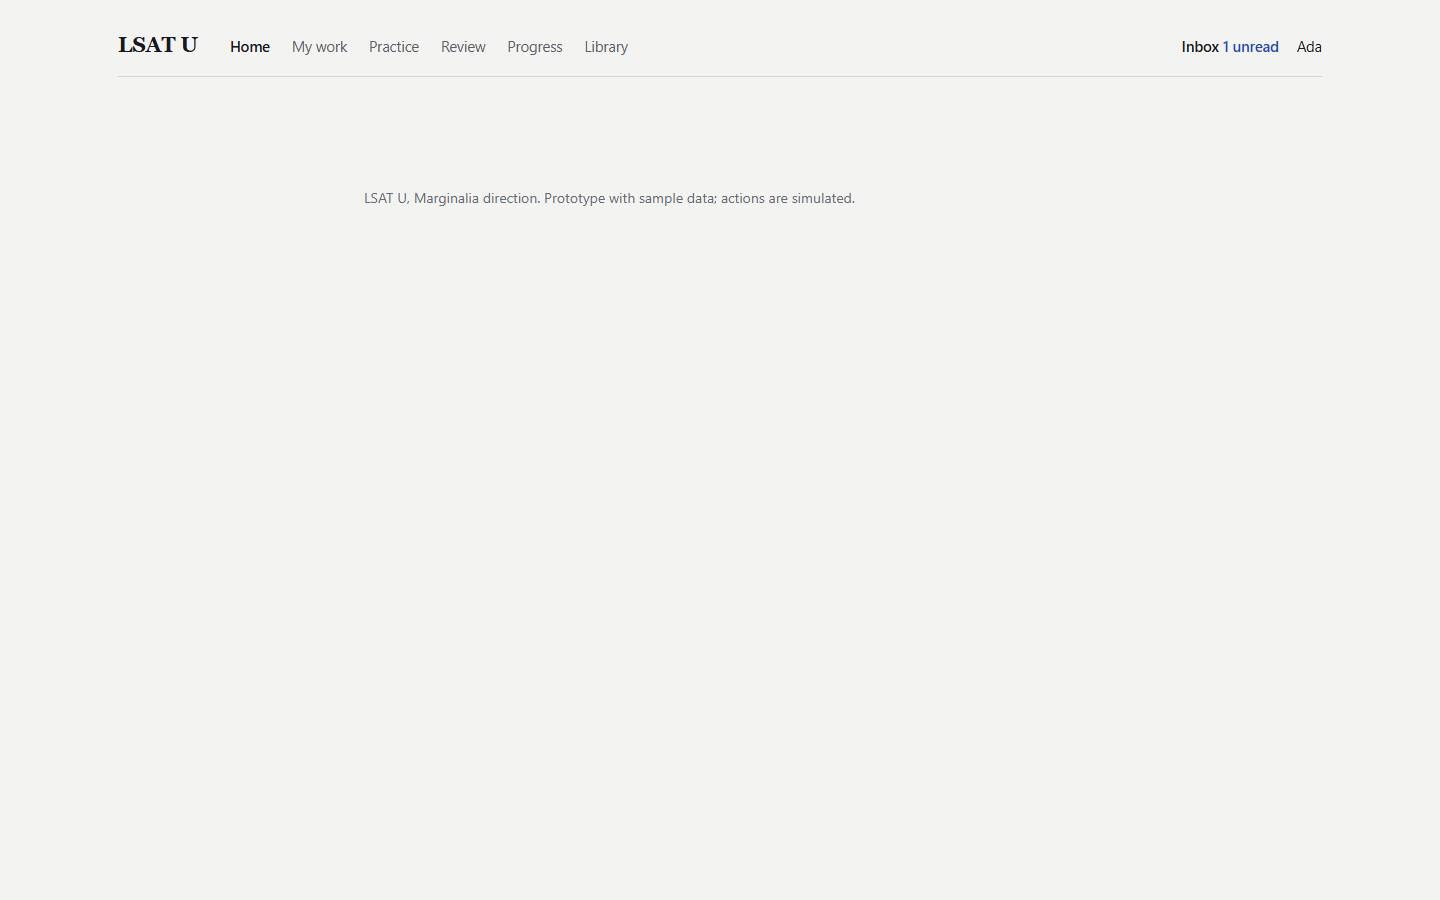 LSAT U Home My work Practice Review Progress Library Inbox 1 unread Ada
LSAT U, Marginalia direction. Prototype with sample data; actions are simulated.